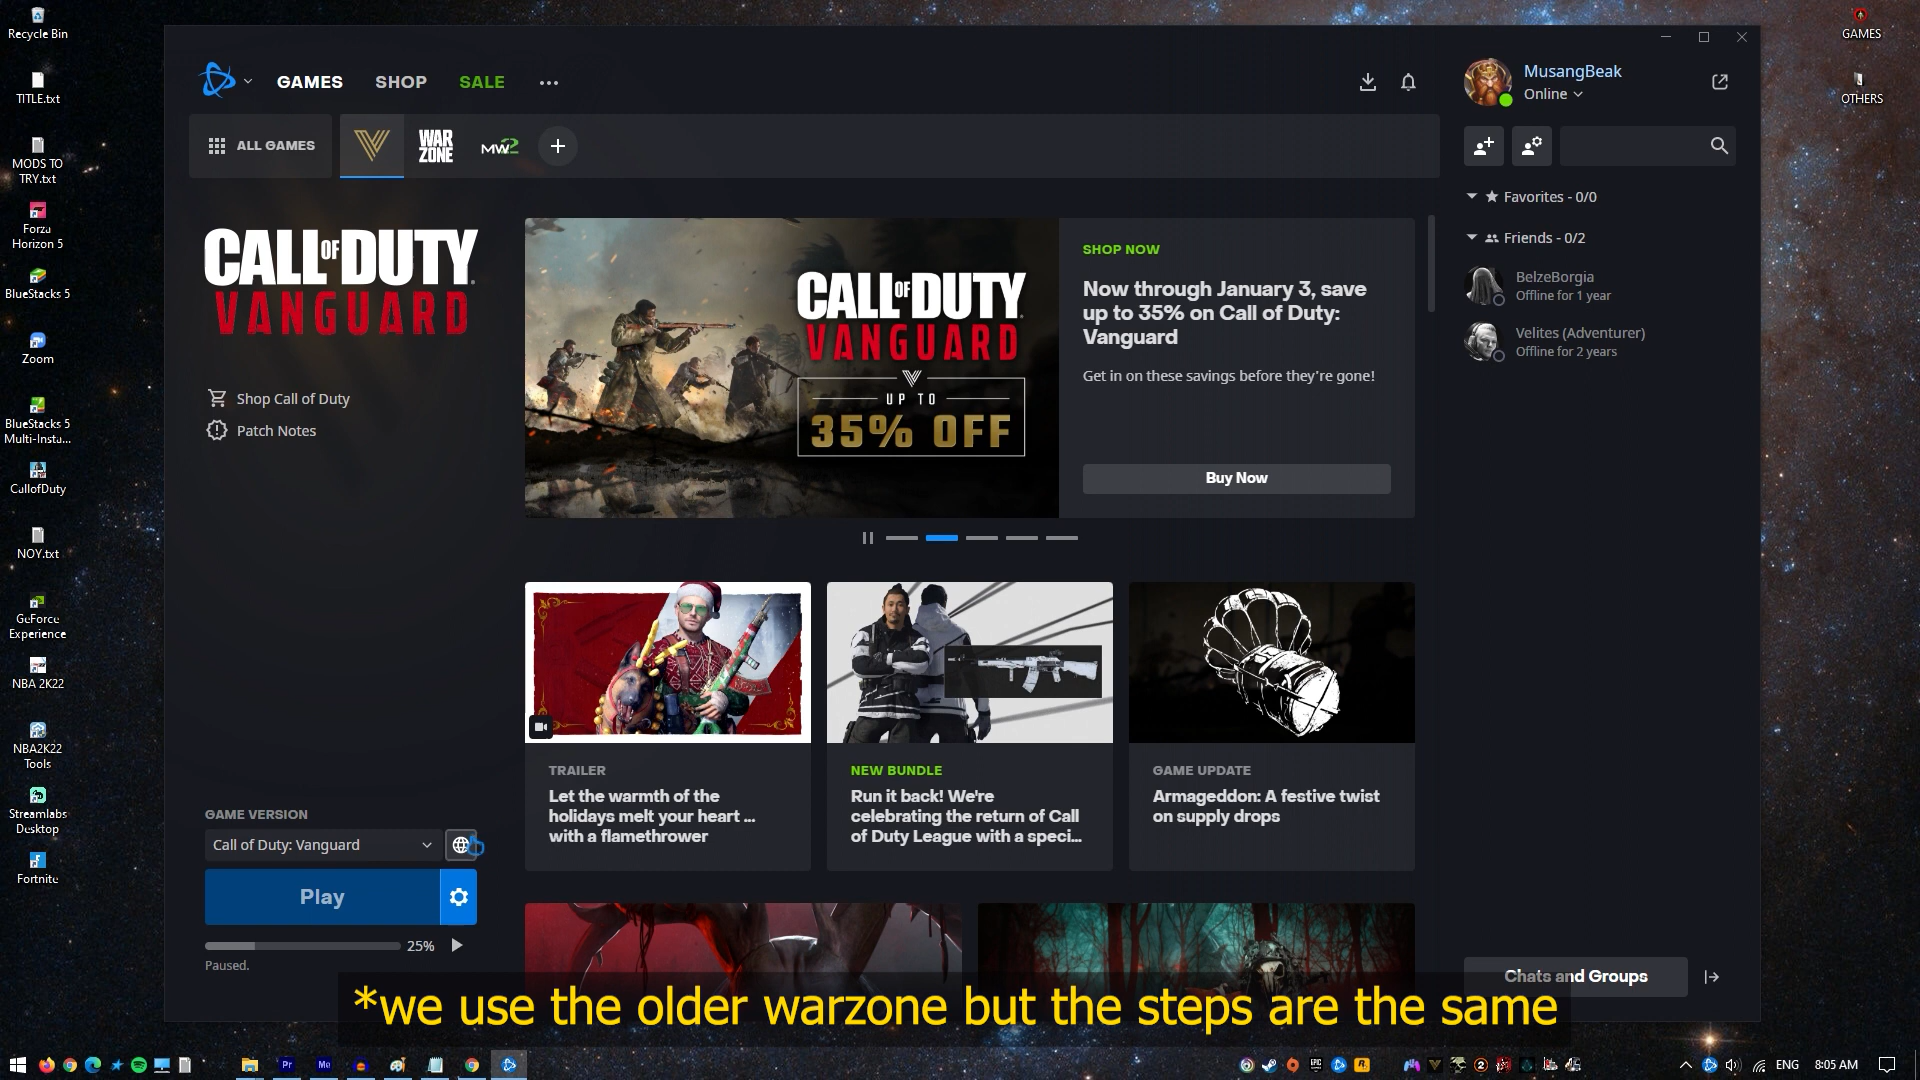 Recycle Bin
TITLE.txt
MODS TO
TRY.txt
Forza
Horizon 5
BlueStacks 5
Zoom
BlueStacks 5
Multi-Insta...
CallofDuty
NOY.txt
GeForce
Experience
NBA 2K22
NBA2K22
Tools
Streamlabs
Desktop
Fortnite
GAMES
SHOP
SALE
ALL GAMES
WAR
ZONE
MW2
CALL OF DUTY
VANGUARD
Shop Call of Duty
Patch Notes
CALL OF DUTY
VANGUARD
UP TO
35% OFF
SHOP NOW
Now through January 3, save
up to 35% on Call of Duty:
Vanguard
Get in on these savings before they're gone!
Buy Now
TRAILER
Let the warmth of the
holidays melt your heart ...
with a flamethrower
NEW BUNDLE
Run it back! We're
celebrating the return of Call
of Duty League with a speci...
GAME UPDATE
Armageddon: A festive twist
on supply drops
GAME VERSION
Call of Duty: Vanguard
Play
25%
Paused.
MusangBeak
Online
Favorites - 0/0
Friends - 0/2
BelzeBorgia
Offline for 1 year
Velites (Adventurer)
Offline for 2 years
Chats and Groups
GAMES
OTHERS
*we use the older warzone but the steps are the same
Pr
Mo
ENG
8:05 AM